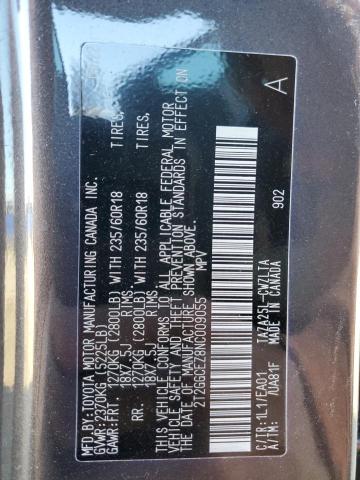 MFD. BY:
TOYOTA MOTOR MANUFACTURING CANADA INC.
GVWR:2370KG (5225LB)
GAWR:FRT. 1270KG (2800LB) WITH 235/60R18 TIRES,
18X7.5J RIMS
RR. 1270KG (2800LB) WITH 235/60R18 TIRES,
18X7.5J RIMS
THIS VEHICLE CONFORMS TO ALL APPLICABLE FEDERAL MOTOR
VEHICLE SAFETY AND THEFT PREVENTION STANDARDS IN EFFECT ON
THE DATE OF MANUFACTURE SHOWN ABOVE.
2T2GGCEZ8NC009055 MPV
C/TR:1L1/EA01 TAZA25L-CWZLTA
A/TM: /UA81F MADE IN CANADA
902
A